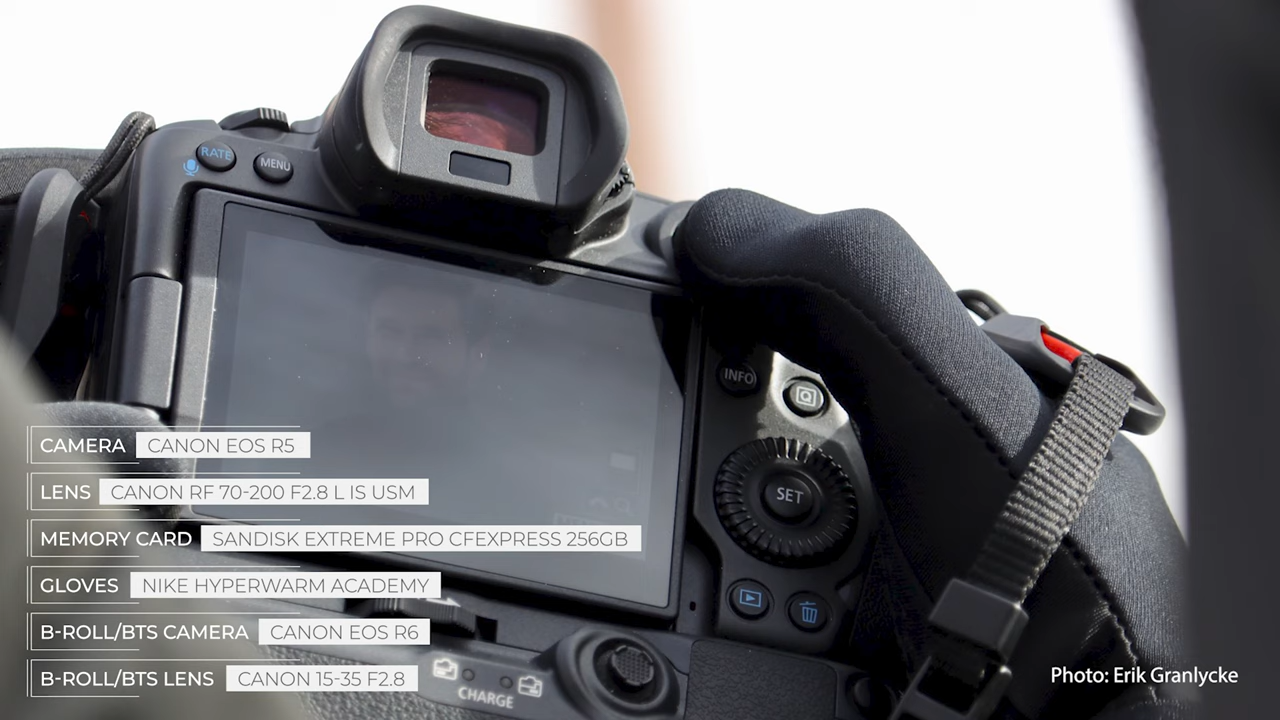 RATE
MENU
INFO
Q
SET
CAMERA CANON EOS R5
LENS CANON RF 70-200 F2.8 L IS USM
MEMORY CARD SANDISK EXTREME PRO CFEXPRESS 256GB
GLOVES NIKE HYPERWARM ACADEMY
B-ROLL/BTS CAMERA CANON EOS R6
B-ROLL/BTS LENS CANON 15-35 F2.8
CHARGE
Photo: Erik Granlycke